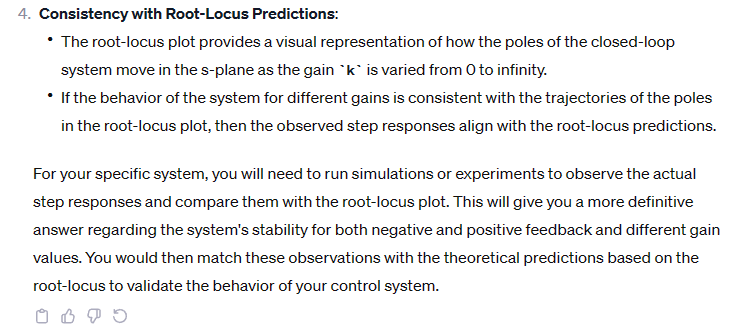 4. Consistency with Root-Locus Predictions:
• The root-locus plot provides a visual representation of how the poles of the closed-loop
system move in the s-plane as the gain `k` is varied from 0 to infinity.
• If the behavior of the system for different gains is consistent with the trajectories of the poles
in the root-locus plot, then the observed step responses align with the root-locus predictions.
For your specific system, you will need to run simulations or experiments to observe the actual
step responses and compare them with the root-locus plot. This will give you a more definitive
answer regarding the system's stability for both negative and positive feedback and different gain
values. You would then match these observations with the theoretical predictions based on the
root-locus to validate the behavior of your control system.